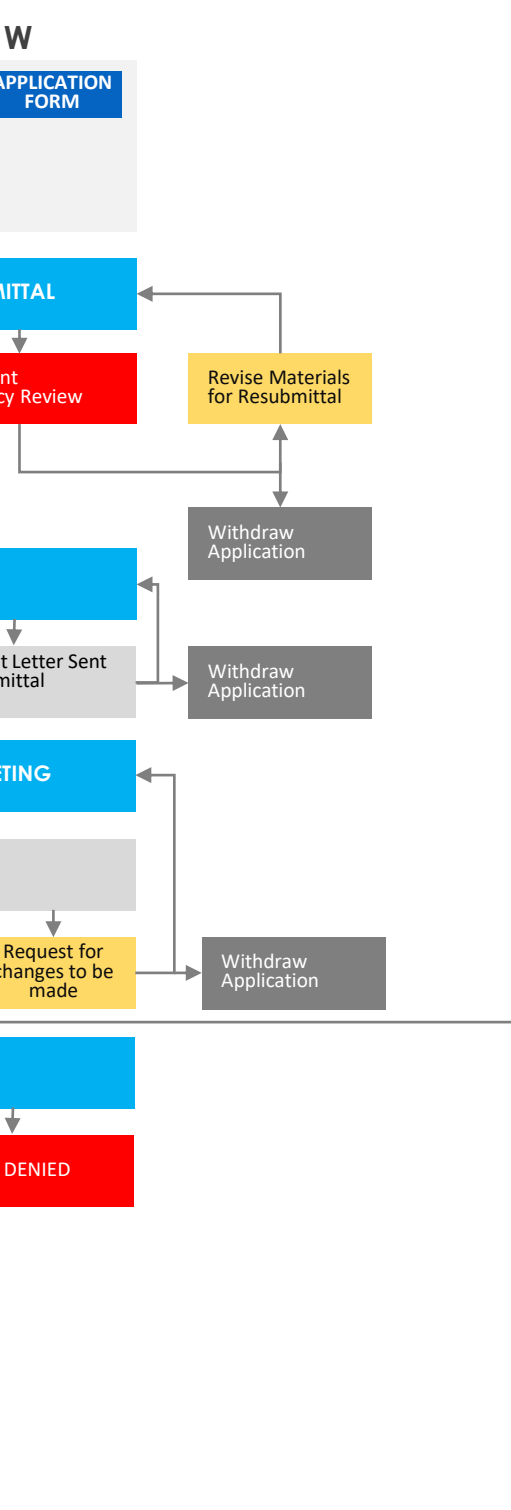 W
APPLICATION
FORM
MITTAL
nt
cy Review
Revise Materials
for Resubmittal
Withdraw
Application
t Letter Sent
mittal
Withdraw
Application
ETING
Request for
changes to be
made
Withdraw
Application
DENIED